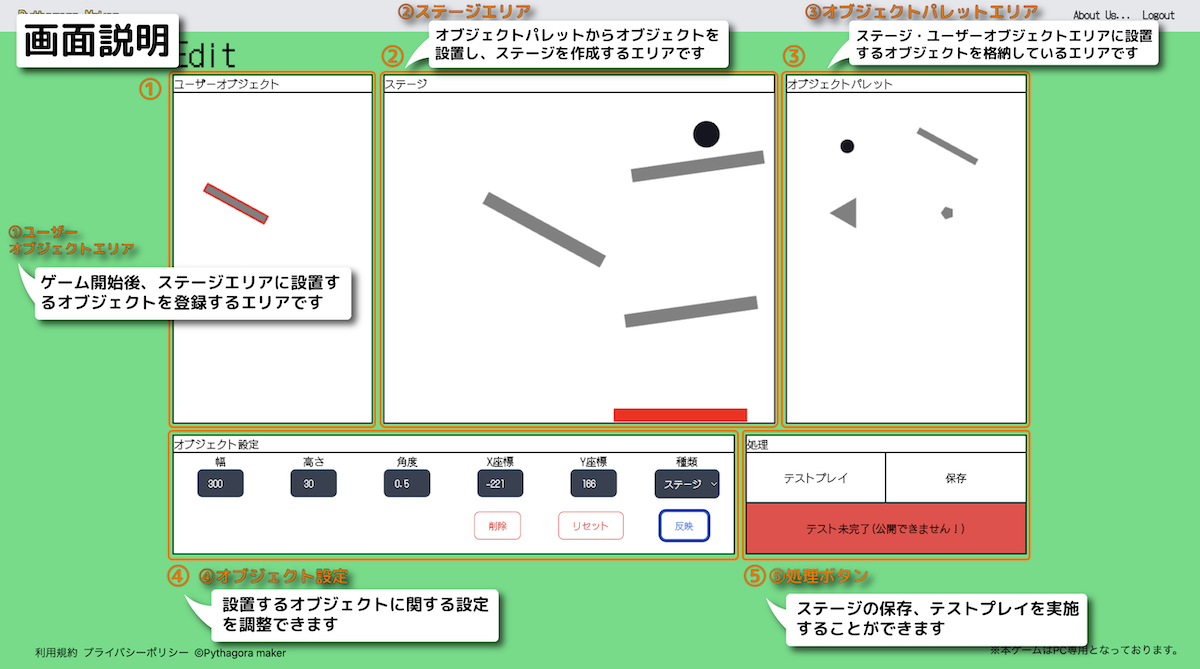 画面説明
Edit
About Us... Logout
②ステージエリア
② オブジェクトパレットからオブジェクトを
設置し、ステージを作成するエリアです
③オブジェクトパレットエリア
③ ステージ・ユーザーオブジェクトエリアに設置
するオブジェクトを格納しているエリアです
①
ユーザーオブジェクト
ステージ
オブジェクトパレット
①ユーザー
オブジェクトエリア
ゲーム開始後、ステージエリアに設置す
るオブジェクトを登録するエリアです
オブジェクト設定
幅 高さ 角度 X座標 Y座標 種類
300 30 0.5 -221 166 ステージ
削除 リセット 反映
処理
テストプレイ 保存
テスト未完了(公開できません！)
④ ④オブジェクト設定
設置するオブジェクトに関する設定
を調整できます
⑤ ⑤処理ボタン
ステージの保存、テストプレイを実施
することができます
利用規約 プライバシーポリシー ©Pythagora maker
※本ゲームはPC専用となっております。